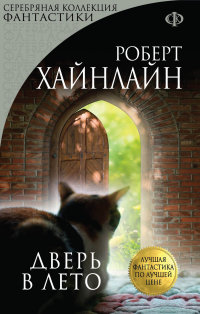 СЕРЕБРЯНАЯ КОЛЛЕКЦИЯ
ФАНТАСТИКИ
РОБЕРТ
ХАЙНЛАЙН
ДВЕРЬ
В ЛЕТО
ЛУЧШАЯ
ФАНТАСТИКА
ПО ЛУЧШЕЙ
ЦЕНЕ